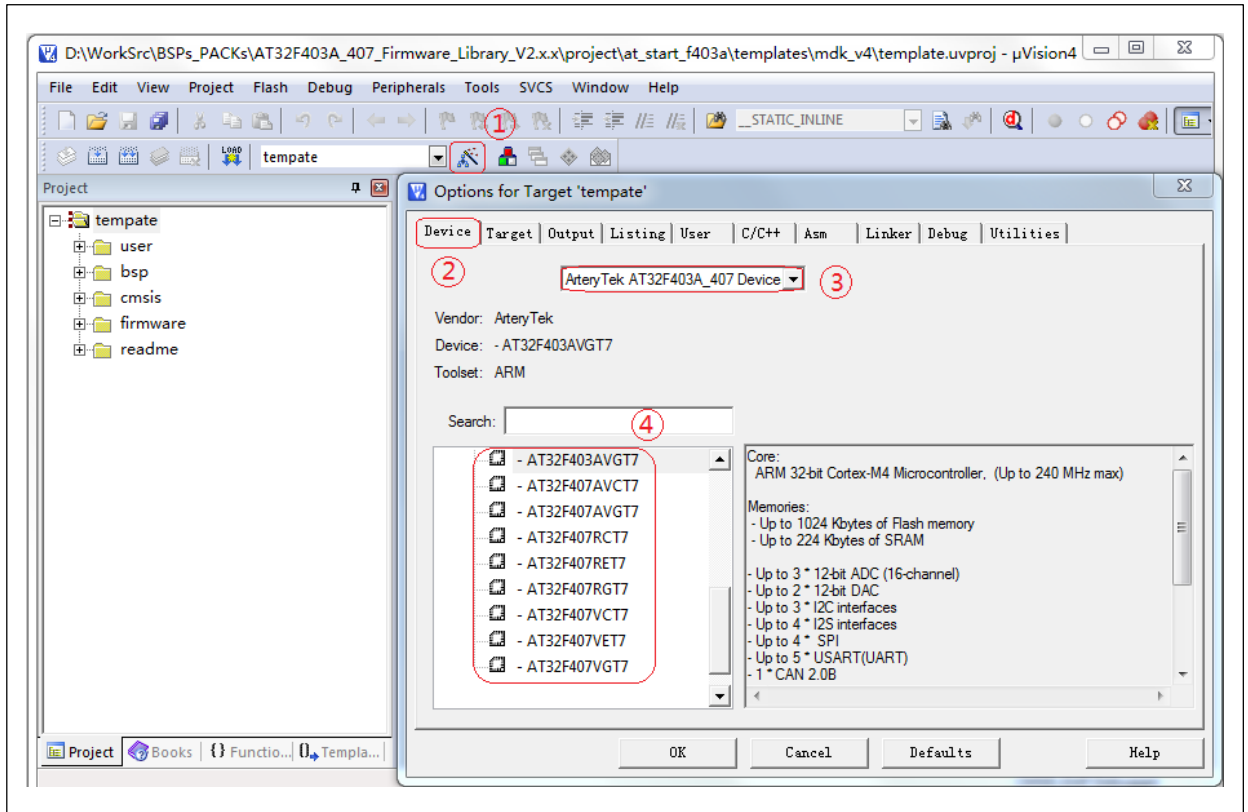 D:\WorkSrc\BSPs_PACKs\AT32F403A_407_Firmware_Library_V2.x.x\project\at_start_f403a\templates\mdk_v4\template.uvproj - µVision4
File Edit View Project Flash Debug Peripherals Tools SVCS Window Help
①
__STATIC_INLINE
LOAD
tempate
Project
tempate
user
bsp
cmsis
firmware
readme
Project Books {} Functio... 0 Templa...
Options for Target 'tempate'
Device Target Output Listing User C/C++ Asm Linker Debug Utilities
②
ArteryTek AT32F403A_407 Device
③
Vendor: ArteryTek
Device: - AT32F403AVGT7
Toolset: ARM
Search:
④
- AT32F403AVGT7
- AT32F407AVCT7
- AT32F407AVGT7
- AT32F407RCT7
- AT32F407RET7
- AT32F407RGT7
- AT32F407VCT7
- AT32F407VET7
- AT32F407VGT7
Core:
ARM 32-bit Cortex-M4 Microcontroller, (Up to 240 MHz max)
Memories:
- Up to 1024 Kbytes of Flash memory
- Up to 224 Kbytes of SRAM
- Up to 3 * 12-bit ADC (16-channel)
- Up to 2 * 12-bit DAC
- Up to 3 * I2C interfaces
- Up to 4 * I2S interfaces
- Up to 4 * SPI
- Up to 5 * USART(UART)
- 1 * CAN 2.0B
OK Cancel Defaults Help